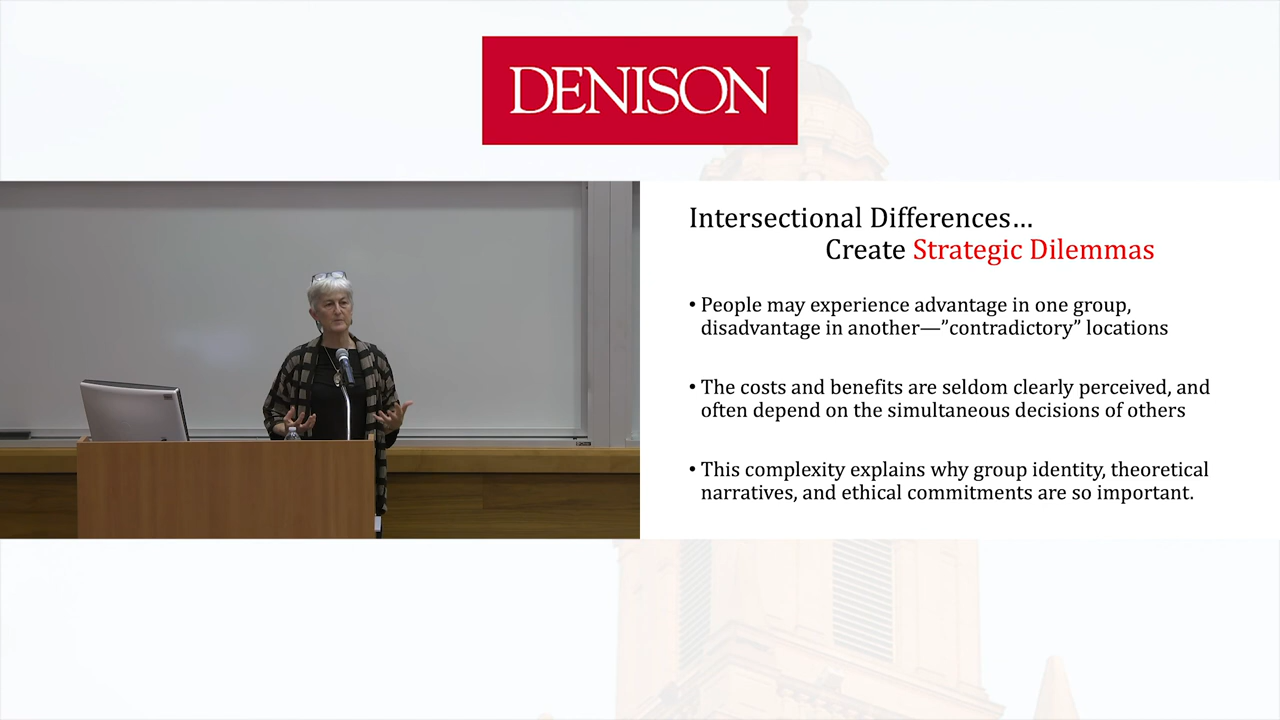 DENISON
Intersectional Differences…
Create Strategic Dilemmas
• People may experience advantage in one group,
disadvantage in another—”contradictory” locations
• The costs and benefits are seldom clearly perceived, and
often depend on the simultaneous decisions of others
• This complexity explains why group identity, theoretical
narratives, and ethical commitments are so important.